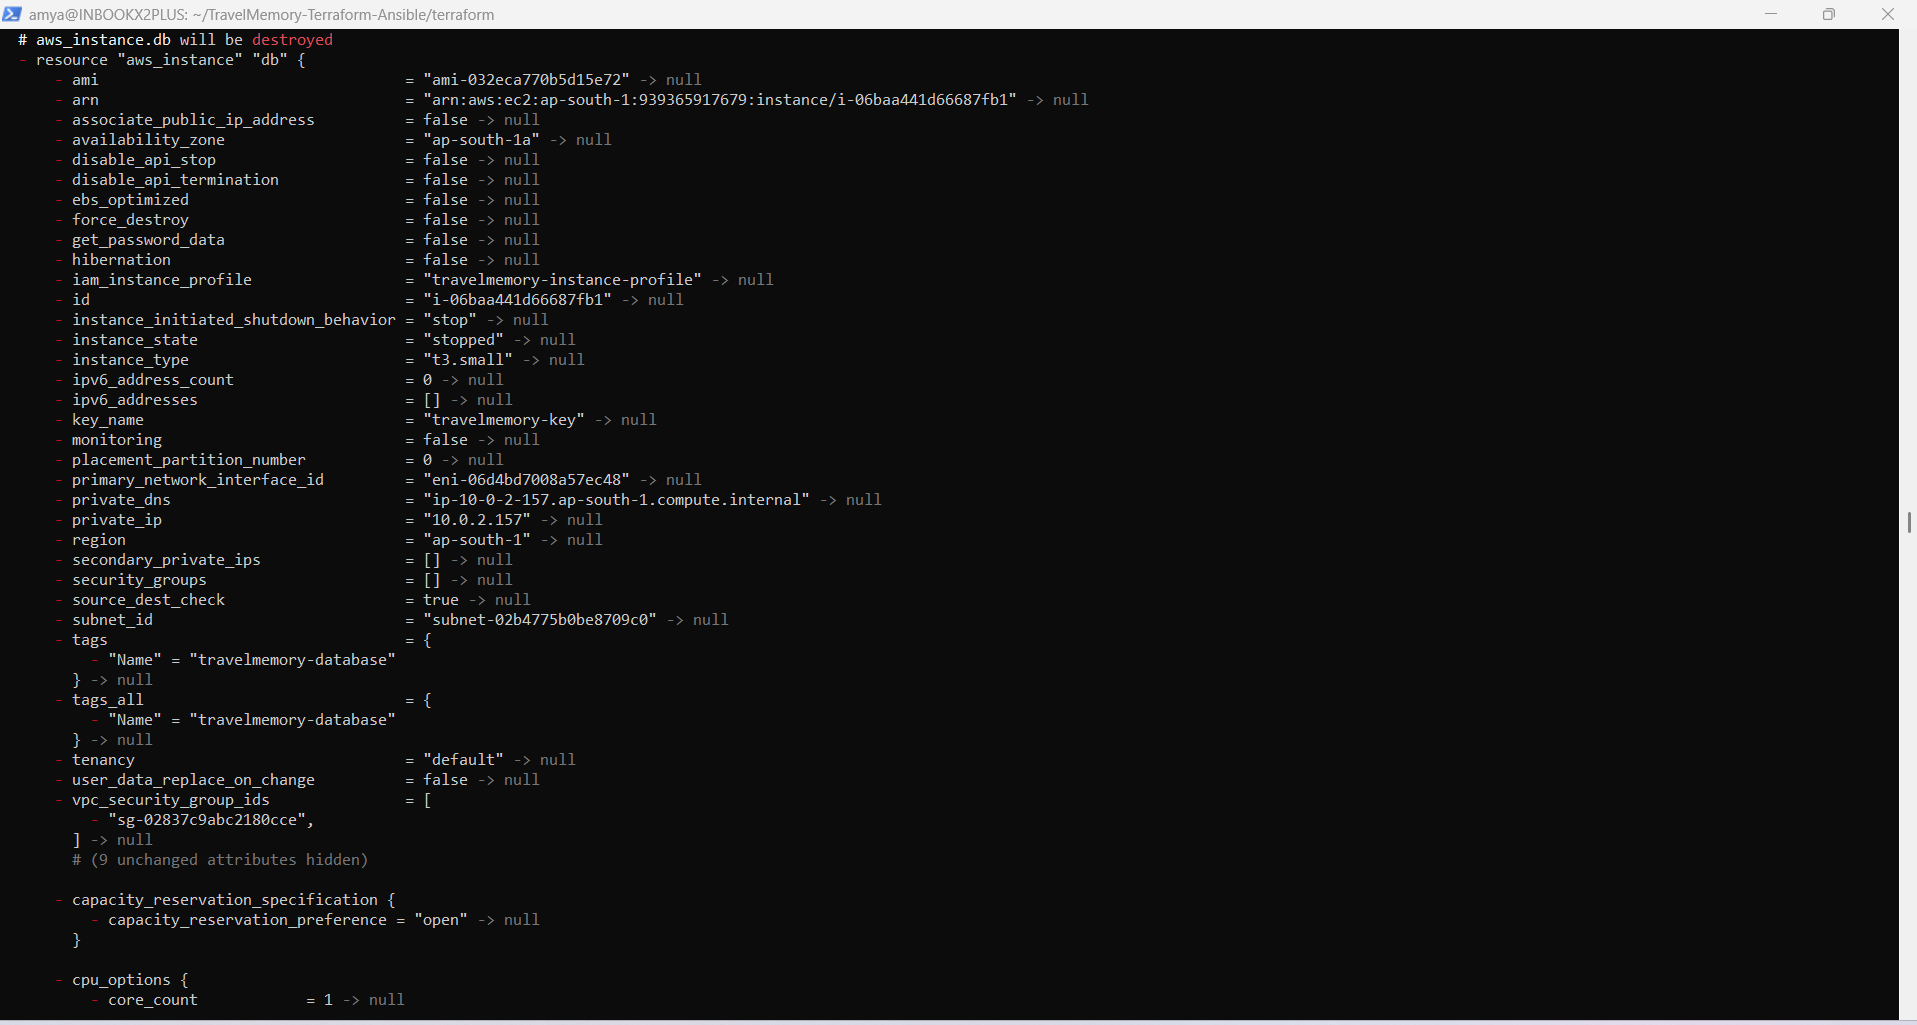 amya@INBOOKX2PLUS: ~/TravelMemory-Terraform-Ansible/terraform
# aws_instance.db will be destroyed
- resource "aws_instance" "db" {
- ami = "ami-032eca770b5d15e72" -> null
- arn = "arn:aws:ec2:ap-south-1:939365917679:instance/i-06baa441d66687fb1" -> null
- associate_public_ip_address = false -> null
- availability_zone = "ap-south-1a" -> null
- disable_api_stop = false -> null
- disable_api_termination = false -> null
- ebs_optimized = false -> null
- force_destroy = false -> null
- get_password_data = false -> null
- hibernation = false -> null
- iam_instance_profile = "travelmemory-instance-profile" -> null
- id = "i-06baa441d66687fb1" -> null
- instance_initiated_shutdown_behavior = "stop" -> null
- instance_state = "stopped" -> null
- instance_type = "t3.small" -> null
- ipv6_address_count = 0 -> null
- ipv6_addresses = [] -> null
- key_name = "travelmemory-key" -> null
- monitoring = false -> null
- placement_partition_number = 0 -> null
- primary_network_interface_id = "eni-06d4bd7008a57ec48" -> null
- private_dns = "ip-10-0-2-157.ap-south-1.compute.internal" -> null
- private_ip = "10.0.2.157" -> null
- region = "ap-south-1" -> null
- secondary_private_ips = [] -> null
- security_groups = [] -> null
- source_dest_check = true -> null
- subnet_id = "subnet-02b4775b0be8709c0" -> null
- tags = {
- "Name" = "travelmemory-database"
} -> null
- tags_all = {
- "Name" = "travelmemory-database"
} -> null
- tenancy = "default" -> null
- user_data_replace_on_change = false -> null
- vpc_security_group_ids = [
- "sg-02837c9abc2180cce",
] -> null
# (9 unchanged attributes hidden)
- capacity_reservation_specification {
- capacity_reservation_preference = "open" -> null
}
- cpu_options {
- core_count = 1 -> null